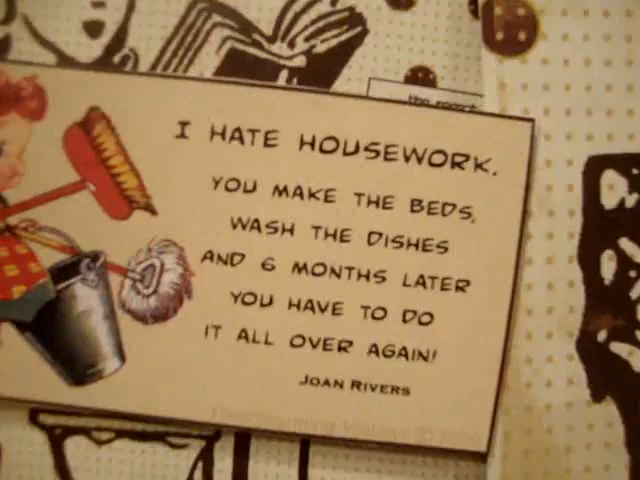 I HATE HOUSEWORK.
YOU MAKE THE BEDS,
WASH THE DISHES
AND 6 MONTHS LATER
YOU HAVE TO DO
IT ALL OVER AGAIN!
JOAN RIVERS